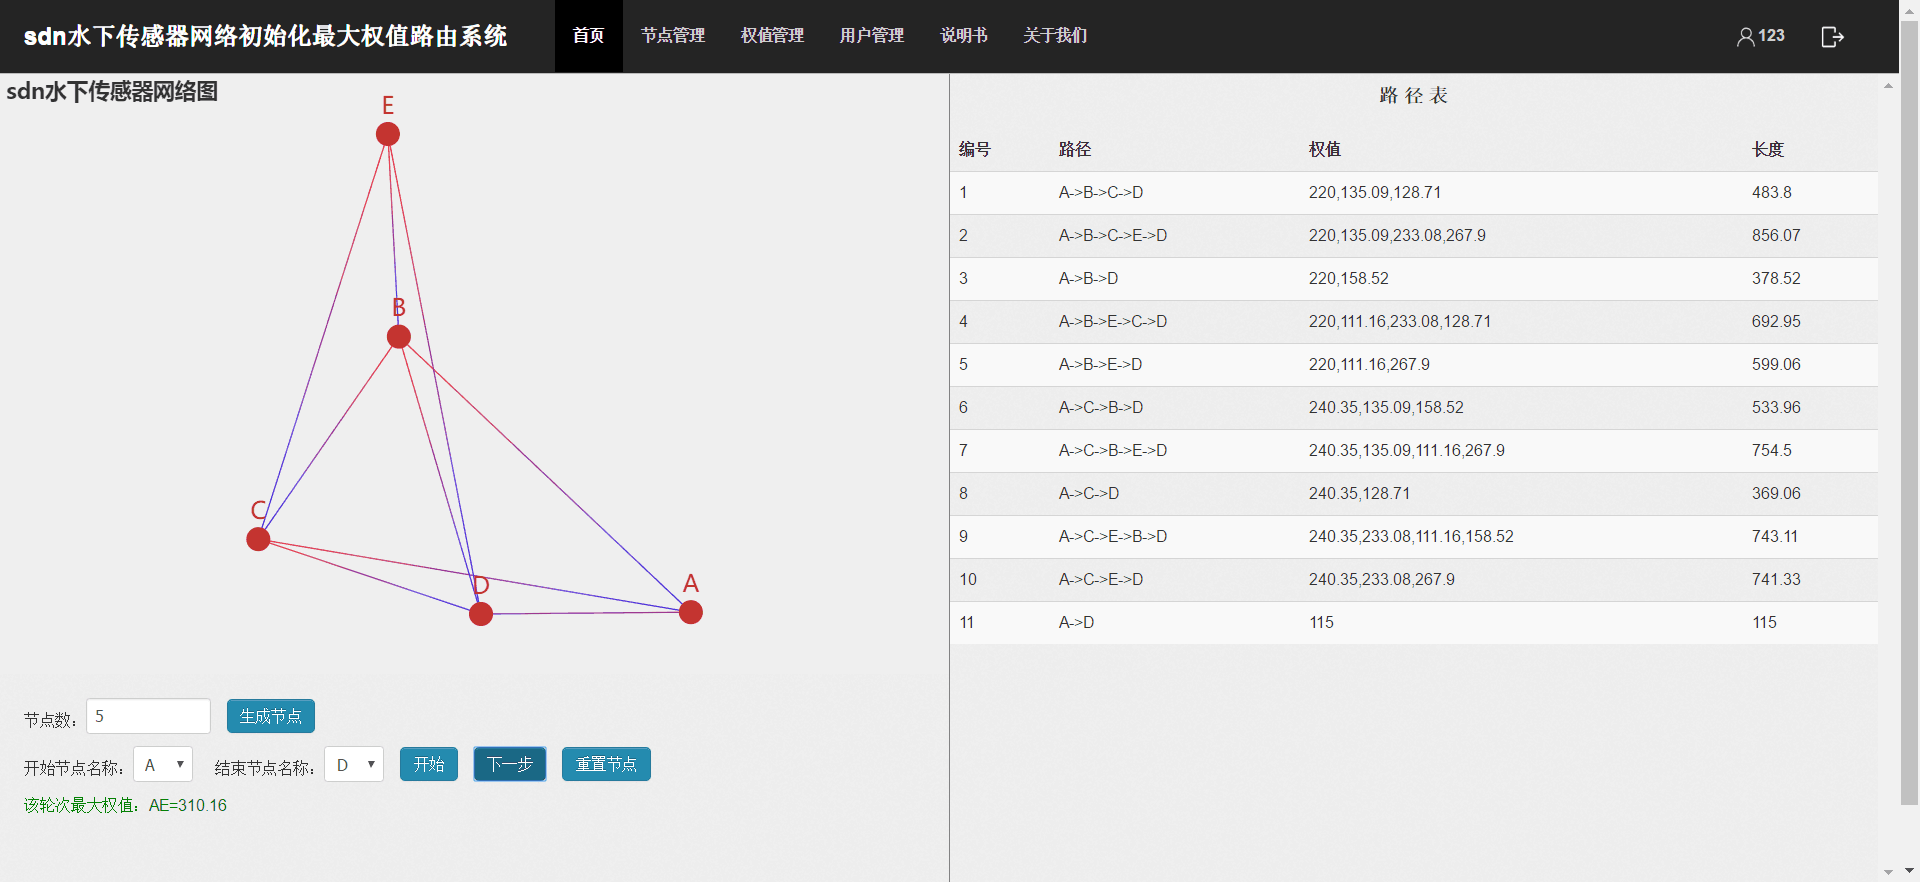 sdn水下传感器网络初始化最大权值路由系统 首页 节点管理 权值管理 用户管理 说明书 关于我们 123
sdn水下传感器网络图
E
B
C
D
A
节点数： 5 生成节点
开始节点名称： A 结束节点名称： D 开始 下一步 重置节点
该轮次最大权值：AE=310.16
路 径 表
编号 路径 权值 长度
1 A->B->C->D 220,135.09,128.71 483.8
2 A->B->C->E->D 220,135.09,233.08,267.9 856.07
3 A->B->D 220,158.52 378.52
4 A->B->E->C->D 220,111.16,233.08,128.71 692.95
5 A->B->E->D 220,111.16,267.9 599.06
6 A->C->B->D 240.35,135.09,158.52 533.96
7 A->C->B->E->D 240.35,135.09,111.16,267.9 754.5
8 A->C->D 240.35,128.71 369.06
9 A->C->E->B->D 240.35,233.08,111.16,158.52 743.11
10 A->C->E->D 240.35,233.08,267.9 741.33
11 A->D 115 115